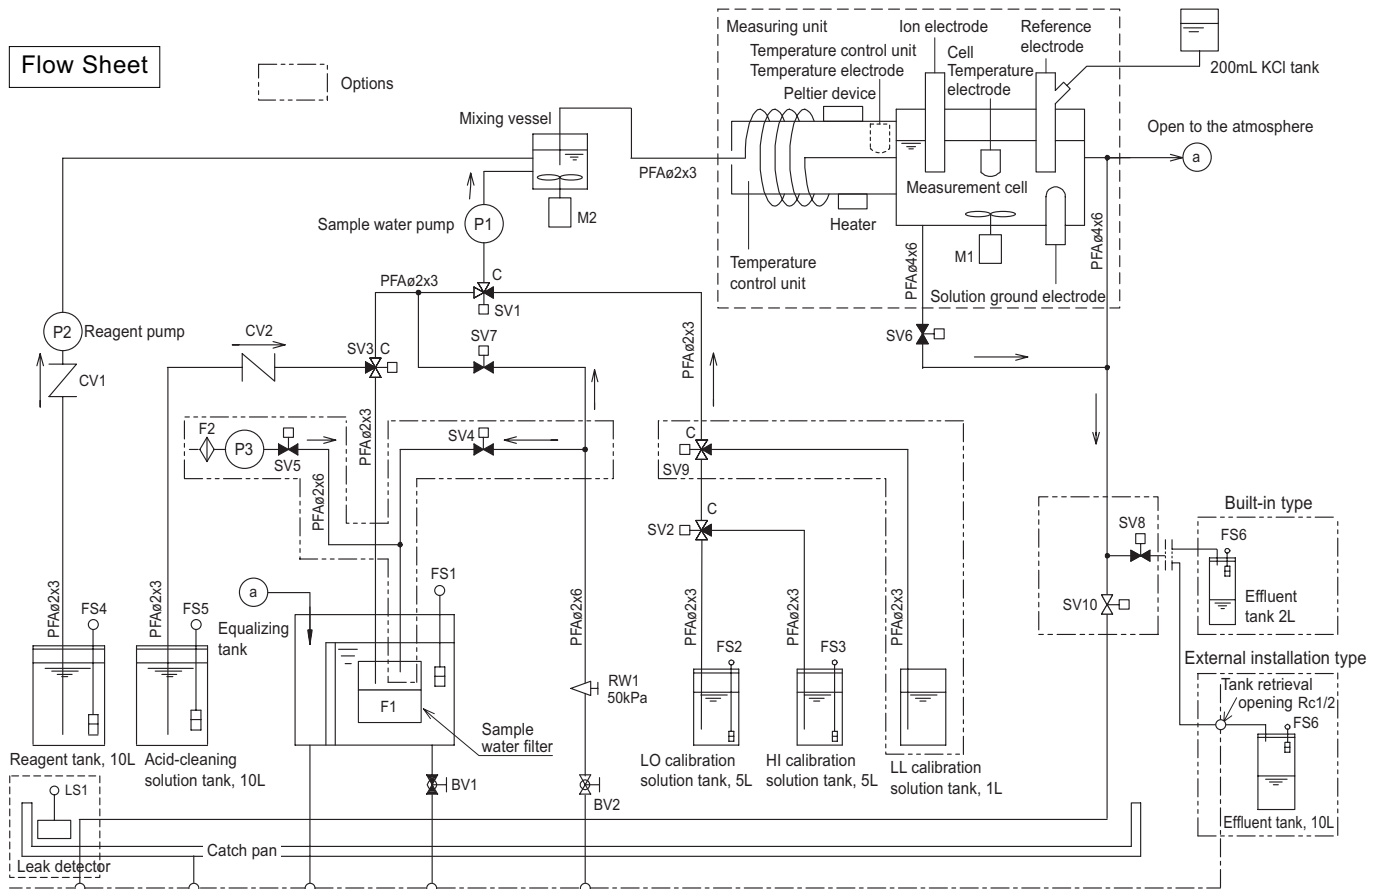 Flow Sheet
Options
Measuring unit
Ion electrode
Reference
electrode
Temperature control unit
Temperature electrode
Cell
Temperature
electrode
Peltier device
200mL KCl tank
Open to the atmosphere
a
Mixing vessel
PFAø2x3
Measurement cell
Heater
M2
P1
Sample water pump
M1
Temperature
control unit
Solution ground electrode
PFAø4x6
PFAø4x6
PFAø2x3
C
SV1
P2
Reagent pump
CV2
CV1
SV3
C
SV7
SV6
PFAø2x3
PFAø2x3
F2
P3
SV5
SV4
PFAø2x6
C
SV9
C
SV2
Built-in type
SV8
FS6
Effluent
tank 2L
SV10
PFAø2x3
FS4
PFAø2x3
FS5
a
Equalizing
tank
FS1
PFAø2x6
PFAø2x3
FS2
PFAø2x3
FS3
PFAø2x3
External installation type
Tank retrieval
opening Rc1/2
FS6
RW1
50kPa
F1
Sample
water filter
Reagent tank, 10L
Acid-cleaning
solution tank, 10L
LO calibration
solution tank, 5L
HI calibration
solution tank, 5L
LL calibration
solution tank, 1L
BV1
BV2
LS1
Effluent tank, 10L
Catch pan
Leak detector